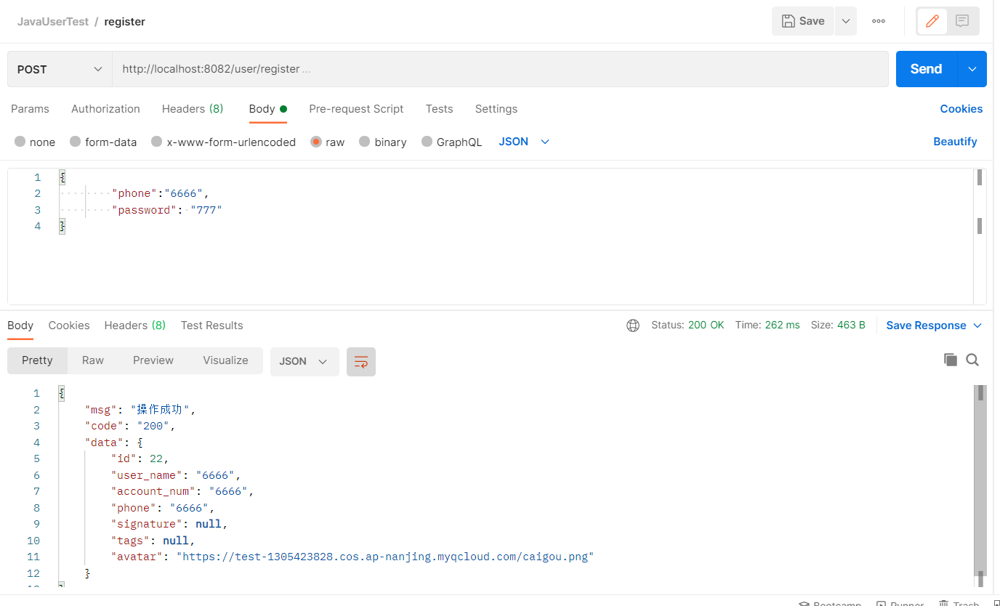 JavaUserTest / register
Save
POST
http://localhost:8082/user/register ...
Send
Params Authorization Headers (8) Body Pre-request Script Tests Settings Cookies
none form-data x-www-form-urlencoded raw binary GraphQL JSON Beautify
1 {
2 "phone":"6666",
3 "password": "777"
4 }
Body Cookies Headers (8) Test Results Status: 200 OK Time: 262 ms Size: 463 B Save Response
Pretty Raw Preview Visualize JSON
1 {
2 "msg": "操作成功",
3 "code": "200",
4 "data": {
5 "id": 22,
6 "user_name": "6666",
7 "account_num": "6666",
8 "phone": "6666",
9 "signature": null,
10 "tags": null,
11 "avatar": "https://test-1305423828.cos.ap-nanjing.myqcloud.com/caigou.png"
12 }
Bootcamp Runner Trash